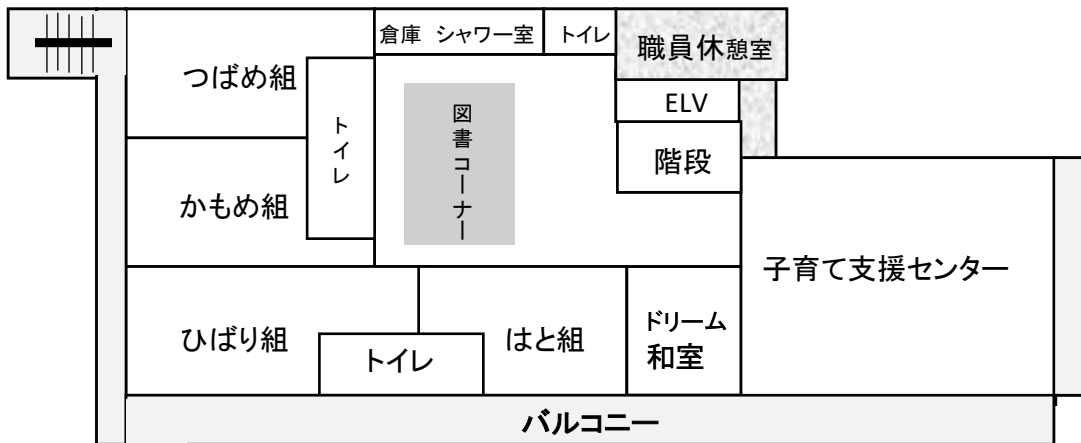 倉庫 シャワー室 トイレ
職員休憩室
つばめ組
ELV
トイレ
図書コーナー
階段
かもめ組
子育て支援センター
ひばり組
トイレ
はと組
ドリーム
和室
バルコニー